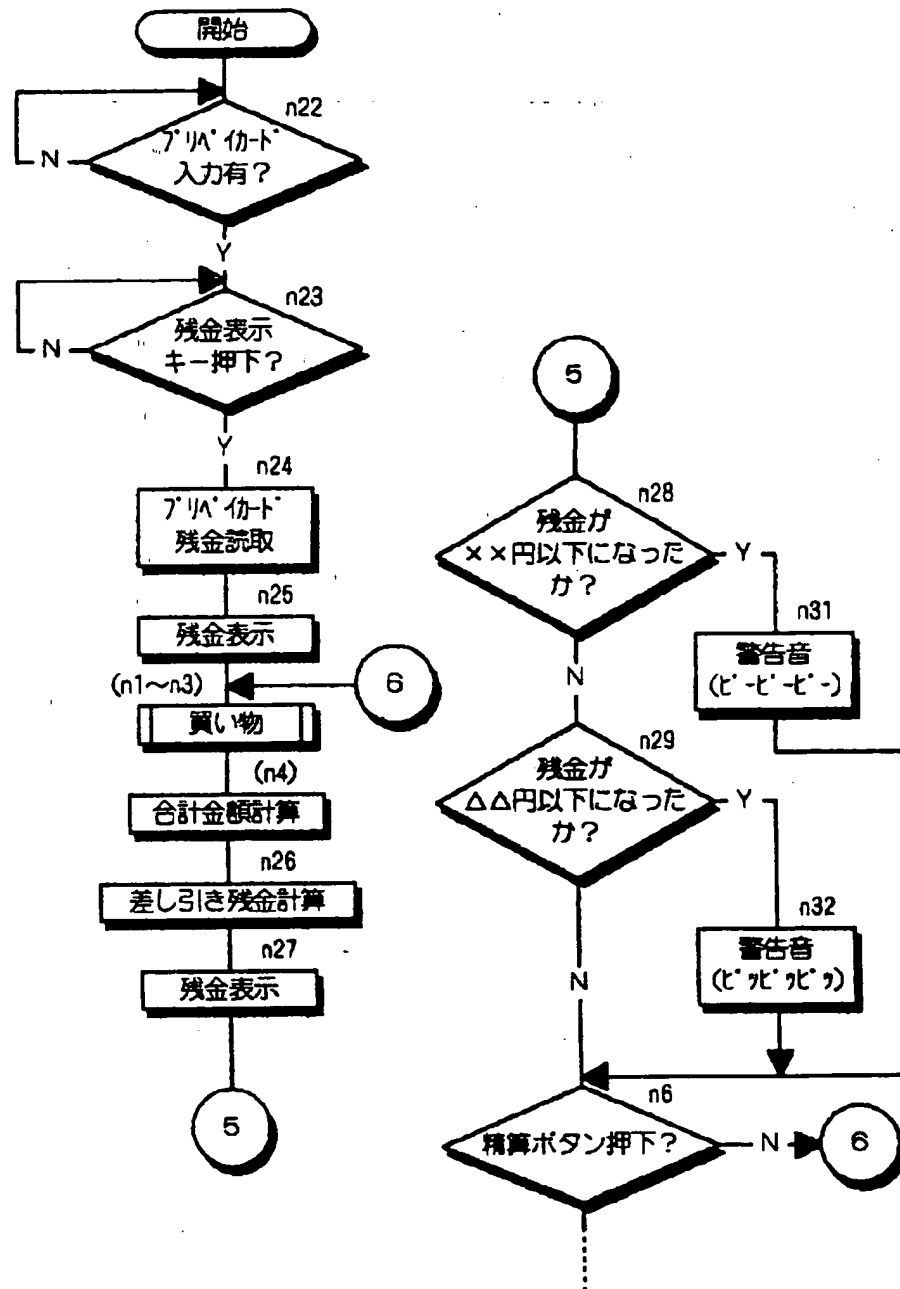 開始
n22
プリペイカード
入力有？
N
Y
n23
残金表示
キー押下？
N
Y
n24
プリペイカード
残金読取
n25
残金表示
(n1～n3)
6
買い物
(n4)
合計金額計算
n26
差し引き残金計算
n27
残金表示
5
5
n28
残金が
××円以下になった
か？
Y
N
n31
警告音
(ピーピーピー)
n29
残金が
△△円以下になった
か？
Y
N
n32
警告音
(ピッピッピッ)
n6
精算ボタン押下？
N
6